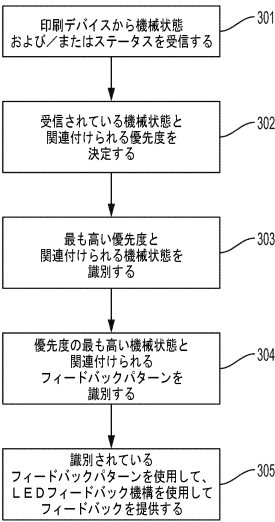 印刷デバイスから機械状態
および/またはステータスを受信する
301
受信されている機械状態と
関連付けられる優先度を
決定する
302
最も高い優先度と
関連付けられる機械状態を
識別する
303
優先度の最も高い機械状態と
関連付けられる
フィードバックパターンを
識別する
304
識別されている
フィードバックパターンを使用して、
LEDフィードバック機構を使用して
フィードバックを提供する
305